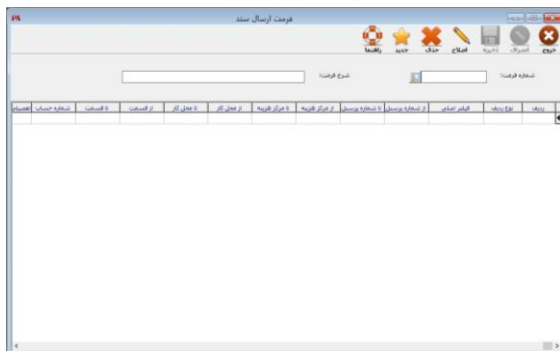 فرمت ارسال سند
خروج انصراف ذخیره اصلاح حذف جدید راهنما
شماره فرمت: شرح فرمت:
ردیف نوع ردیف فیلتر اصلی از شماره پرسنل تا شماره پرسنل از مرکز هزینه تا مرکز هزینه از محل کار تا محل کار از قسمت تا قسمت شماره حساب تفصیلی